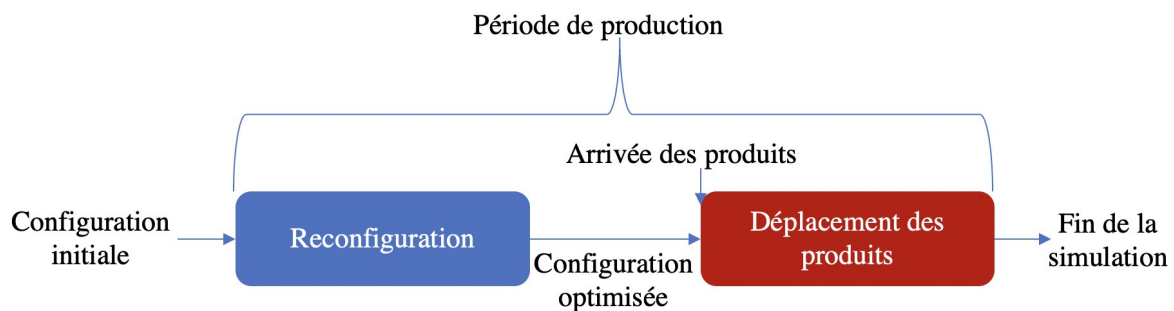 Période de production
Arrivée des produits
Configuration
initiale
Reconfiguration
Configuration
optimisée
Déplacement des
produits
Fin de la
simulation